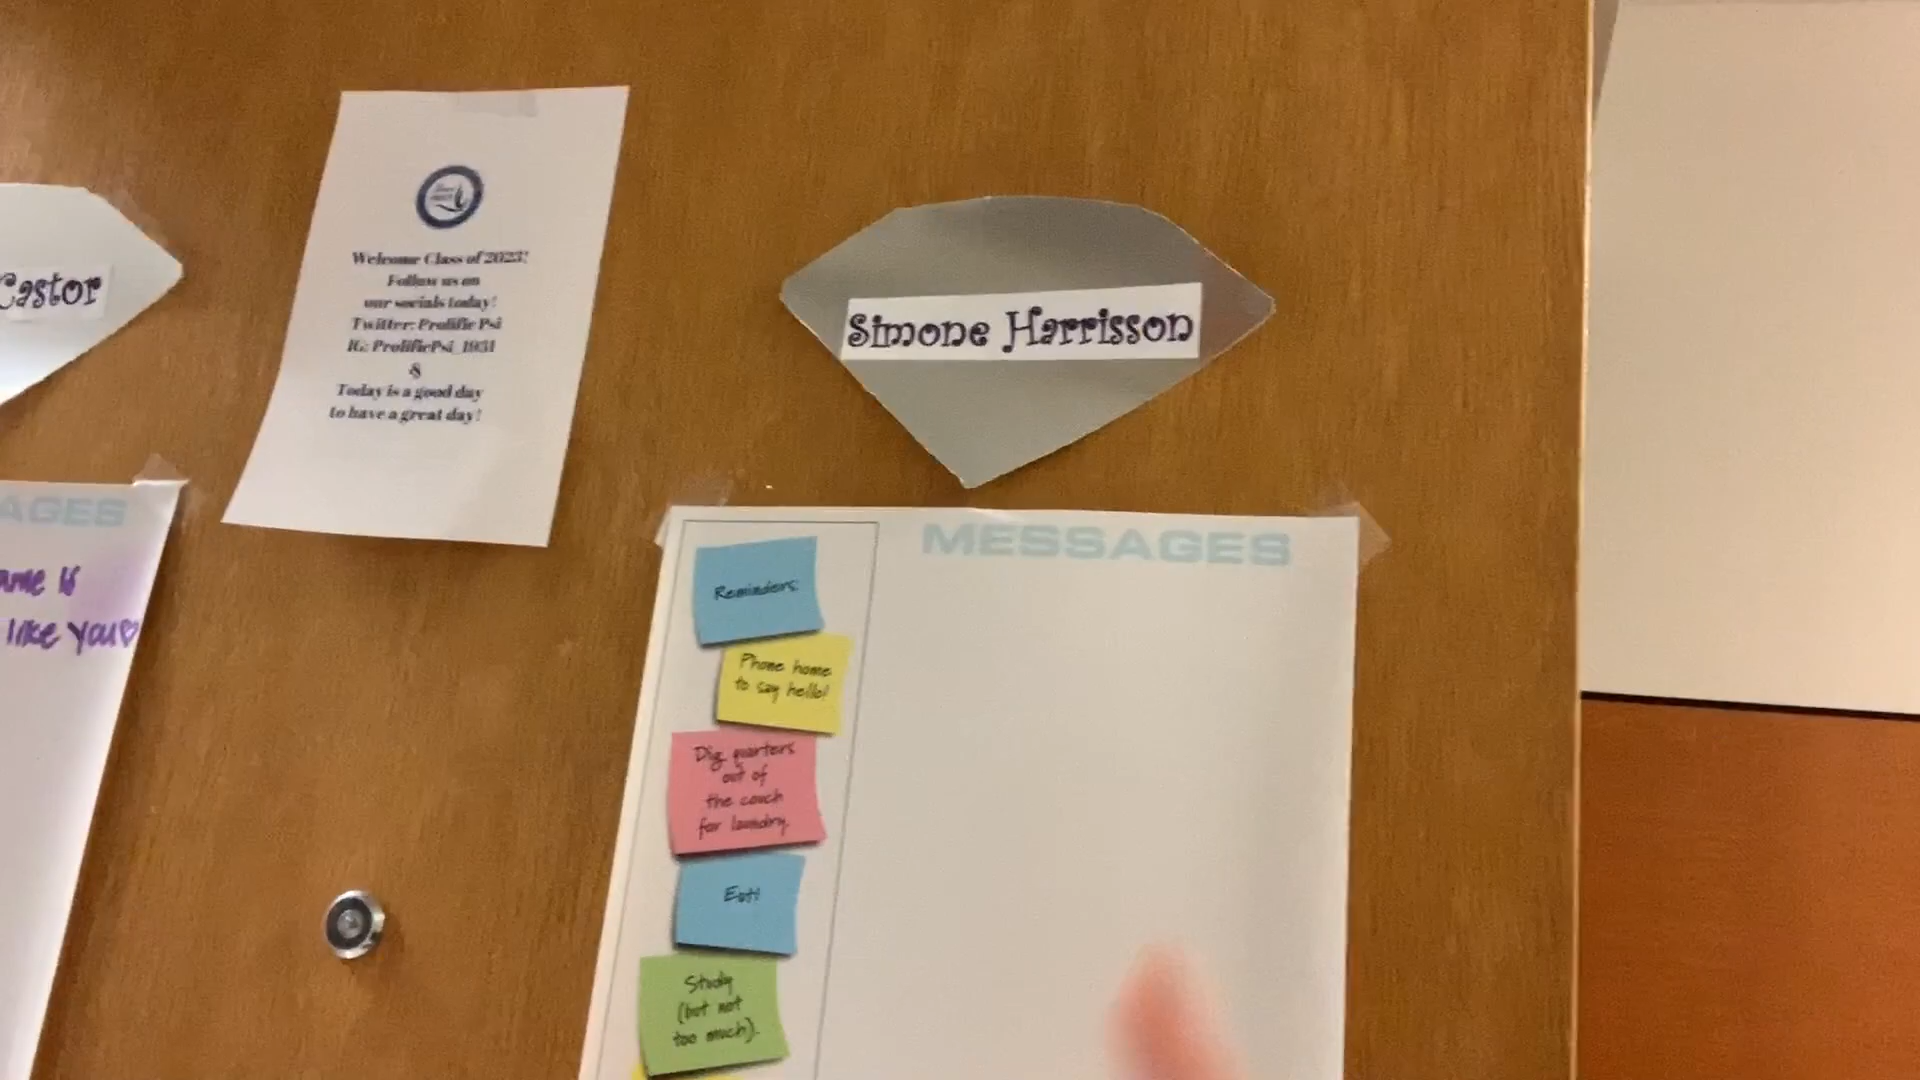 Castor
Welcome Class of 2023!
Follow us on
our socials today!
Twitter: Prolific Psi
IG: ProlificPsi_1931
&
Today is a good day
to have a great day!
Simone Harrisson
AGES
ame is
like you♡
MESSAGES
Reminders:
Phone home
to say hello!
Dig quarters
out of
the couch
for laundry.
Eat!
Study
(but not
too much).